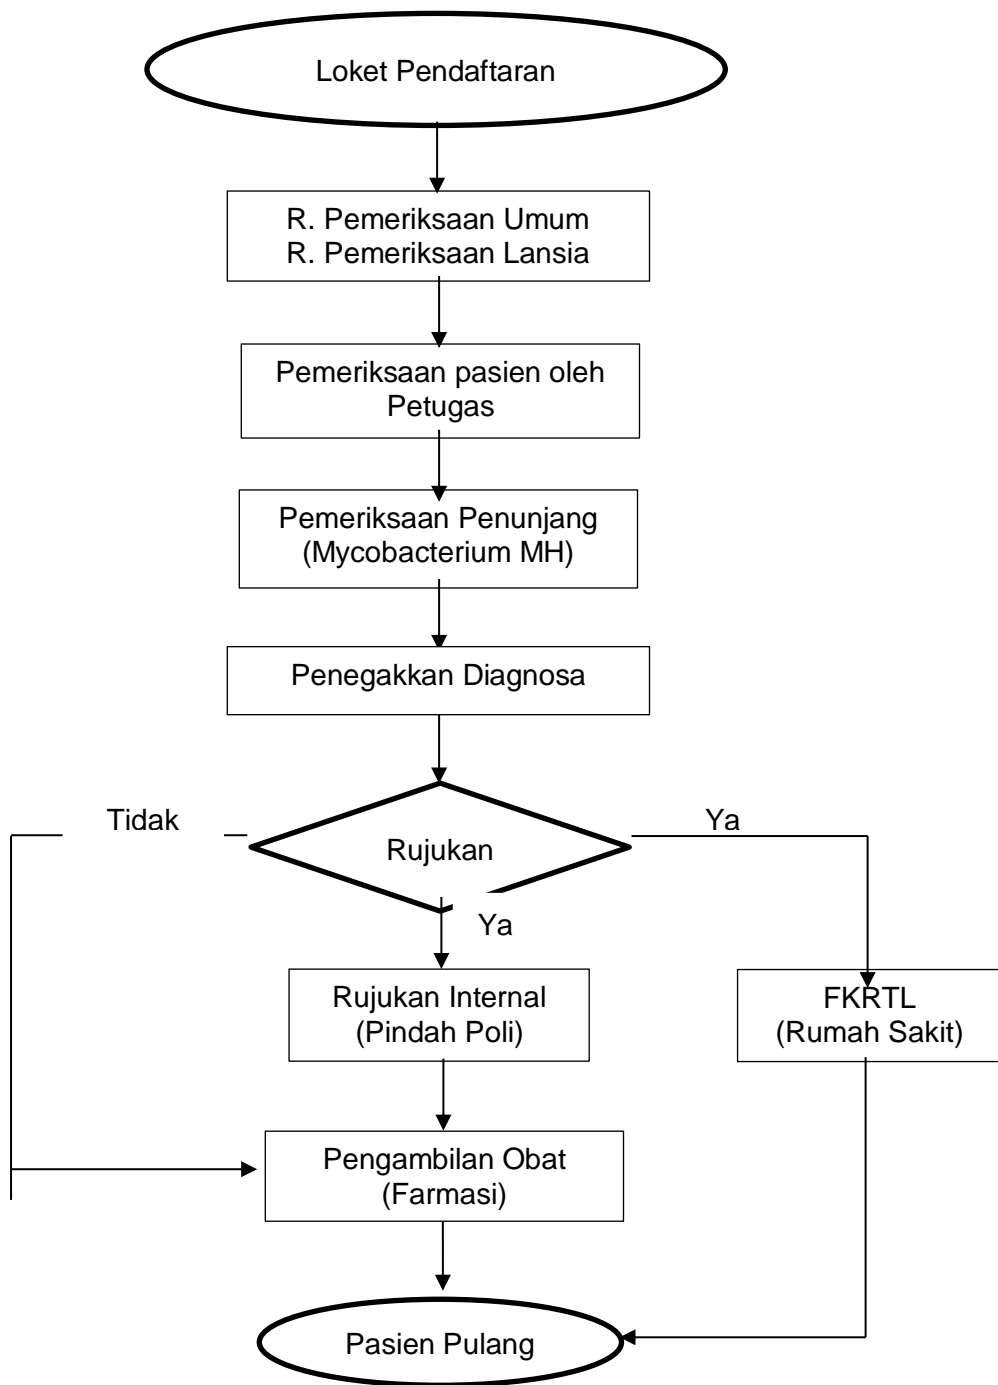 Loket Pendaftaran
R. Pemeriksaan Umum
R. Pemeriksaan Lansia
Pemeriksaan pasien oleh
Petugas
Pemeriksaan Penunjang
(Mycobacterium MH)
Penegakkan Diagnosa
Tidak
Rujukan
Ya
Ya
Rujukan Internal
(Pindah Poli)
FKRTL
(Rumah Sakit)
Pengambilan Obat
(Farmasi)
Pasien Pulang